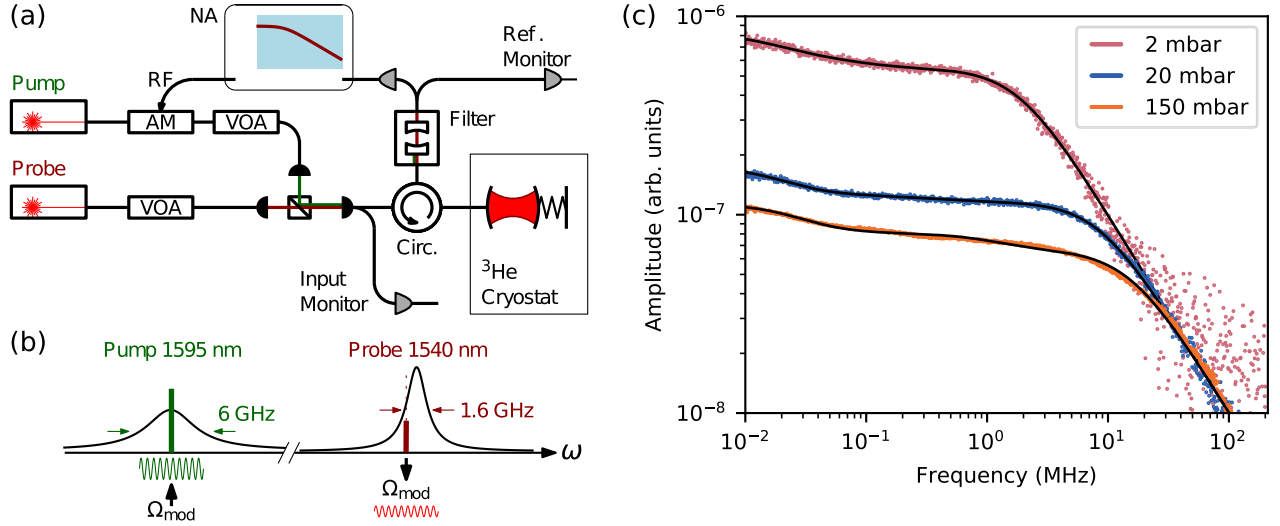 (a)
NA
RF
Ref.
Monitor
Pump
AM
VOA
Filter
Probe
VOA
Circ.
Input
Monitor
³He
Cryostat
(b)
Pump 1595 nm
Probe 1540 nm
6 GHz
1.6 GHz
ω
Ωmod
Ωmod
(c)
2 mbar
20 mbar
150 mbar
Amplitude (arb. units)
10⁻⁶
10⁻⁷
10⁻⁸
10⁻²
10⁻¹
10⁰
10¹
10²
Frequency (MHz)